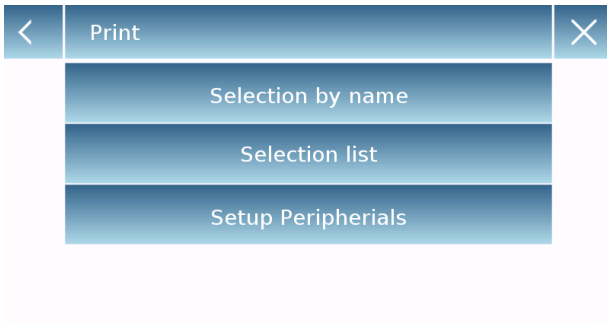 Print
Selection by name
Selection list
Setup Peripherials